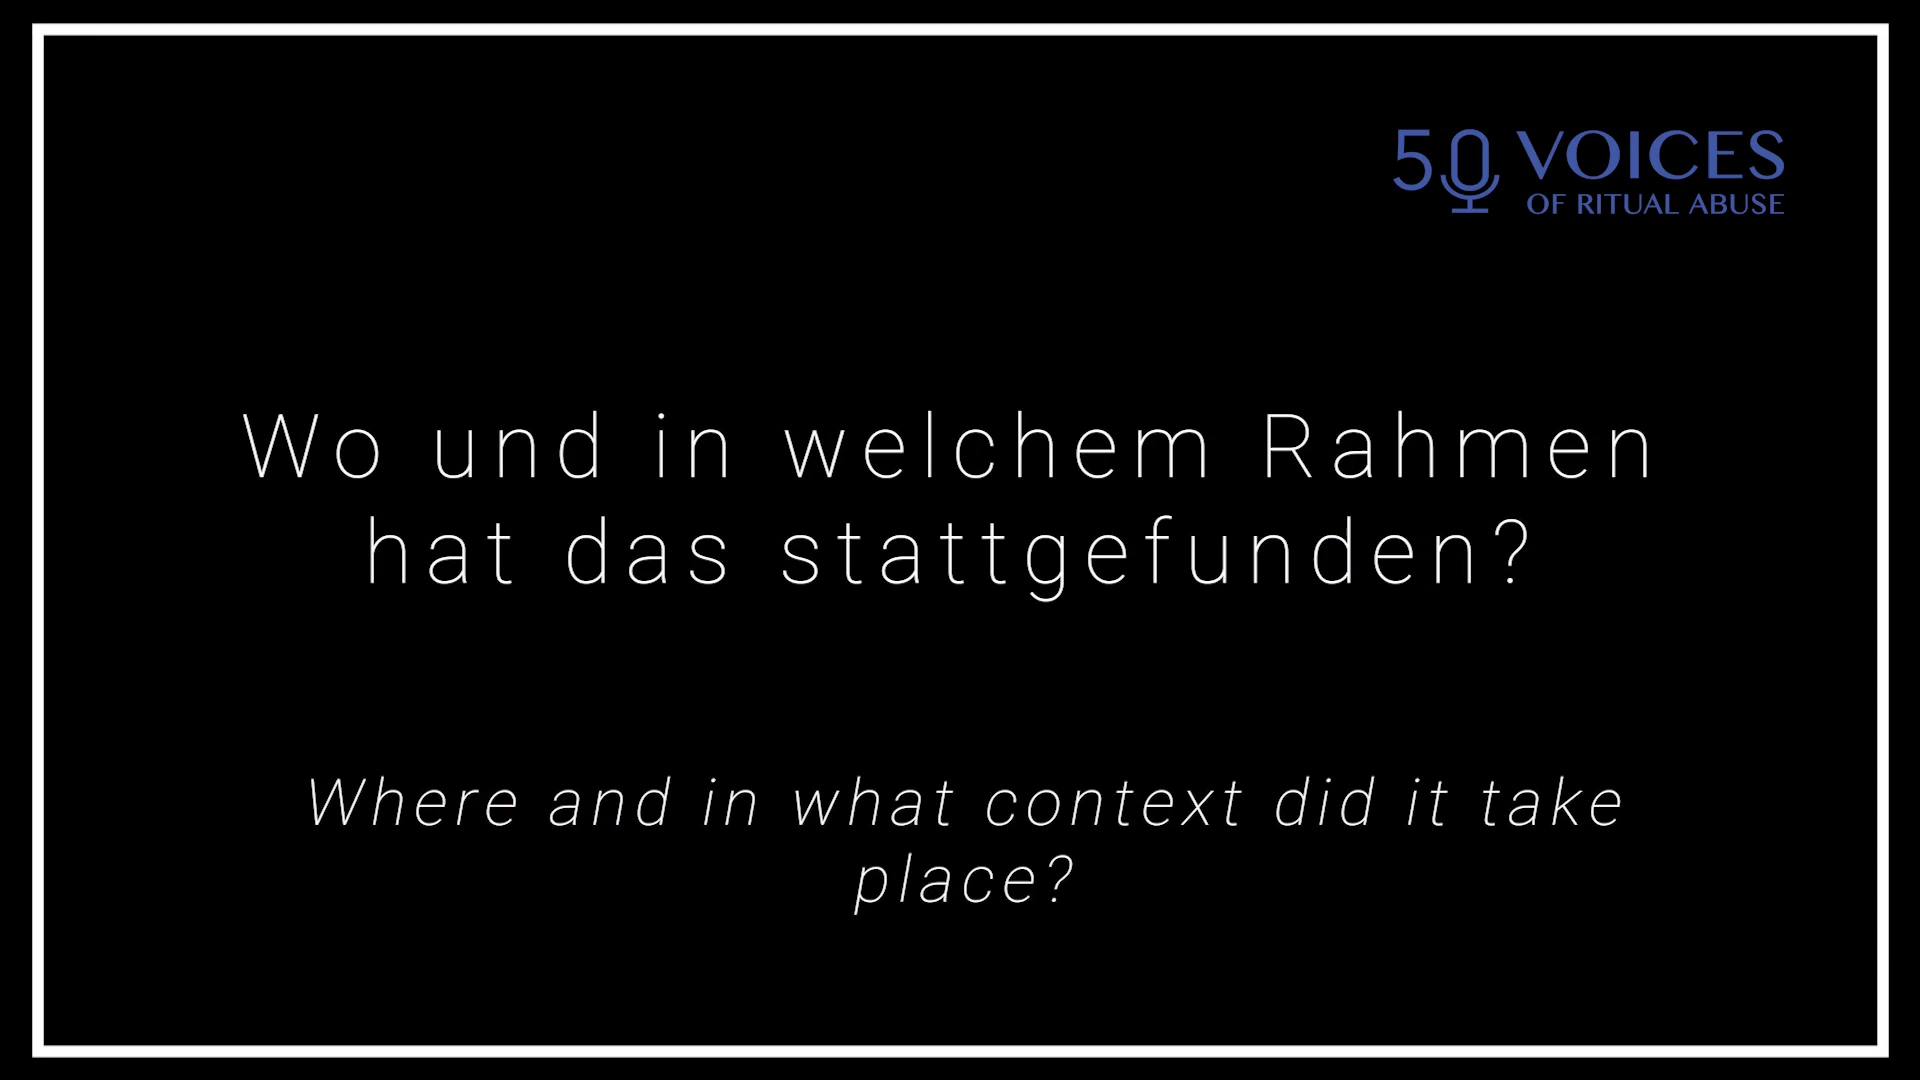 50 VOICES
OF RITUAL ABUSE
Wo und in welchem Rahmen
hat das stattgefunden?
Where and in what context did it take
place?